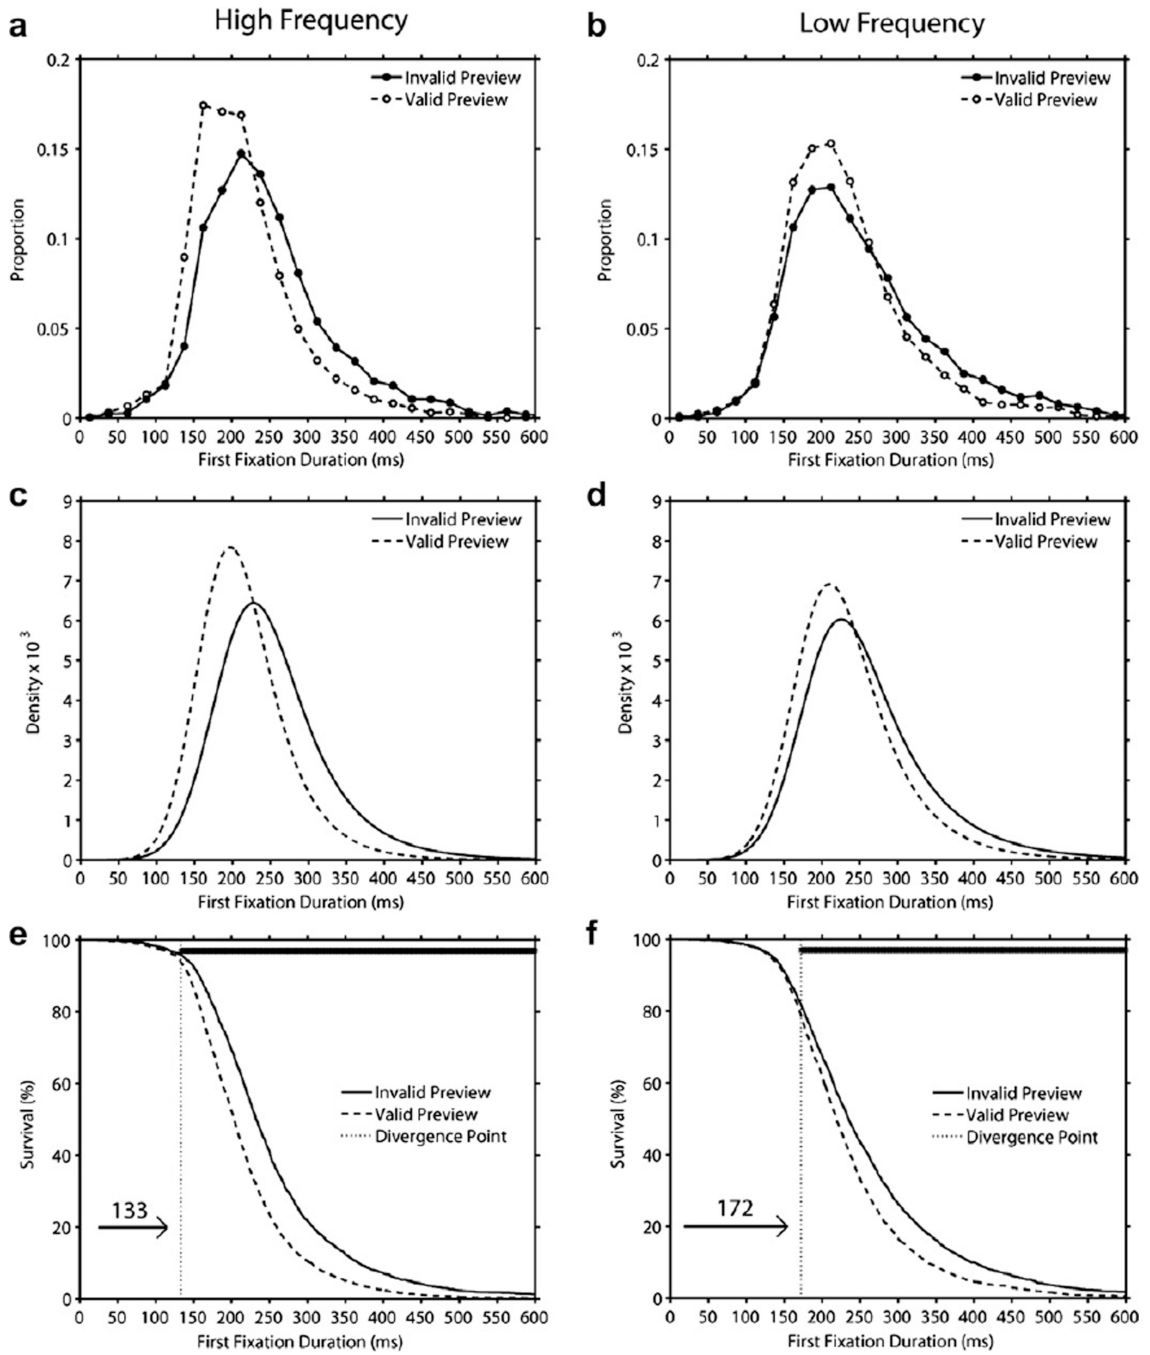 a
High Frequency
b
Low Frequency
0.2
0.15
0.1
0.05
0
Proportion
Invalid Preview
Valid Preview
0 50 100 150 200 250 300 350 400 450 500 550 600
First Fixation Duration (ms)
0.2
0.15
0.1
0.05
0
Proportion
Invalid Preview
Valid Preview
0 50 100 150 200 250 300 350 400 450 500 550 600
First Fixation Duration (ms)
c
9
8
7
6
5
4
3
2
1
0
Density x 10 3
Invalid Preview
Valid Preview
0 50 100 150 200 250 300 350 400 450 500 550 600
First Fixation Duration (ms)
d
9
8
7
6
5
4
3
2
1
0
Density x 10 3
Invalid Preview
Valid Preview
0 50 100 150 200 250 300 350 400 450 500 550 600
First Fixation Duration (ms)
e
100
80
60
40
20
0
Survival (%)
Invalid Preview
Valid Preview
Divergence Point
133
0 50 100 150 200 250 300 350 400 450 500 550 600
First Fixation Duration (ms)
f
100
80
60
40
20
0
Survival (%)
Invalid Preview
Valid Preview
Divergence Point
172
0 50 100 150 200 250 300 350 400 450 500 550 600
First Fixation Duration (ms)